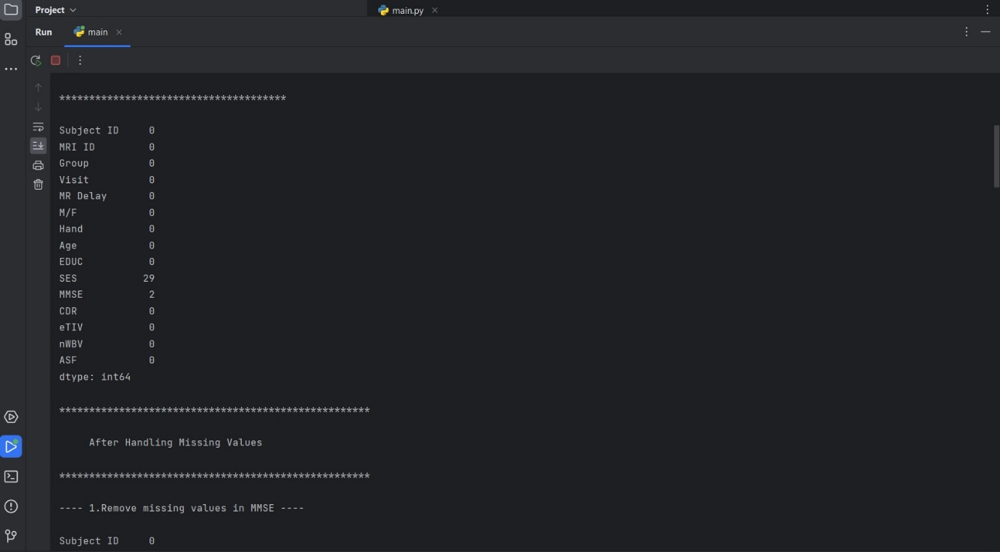 Project
main.py
Run main
**************************************
Subject ID 0
MRI ID 0
Group 0
Visit 0
MR Delay 0
M/F 0
Hand 0
Age 0
EDUC 0
SES 29
MMSE 2
CDR 0
eTIV 0
nWBV 0
ASF 0
dtype: int64
****************************************************
After Handling Missing Values
****************************************************
---- 1.Remove missing values in MMSE ----
Subject ID 0